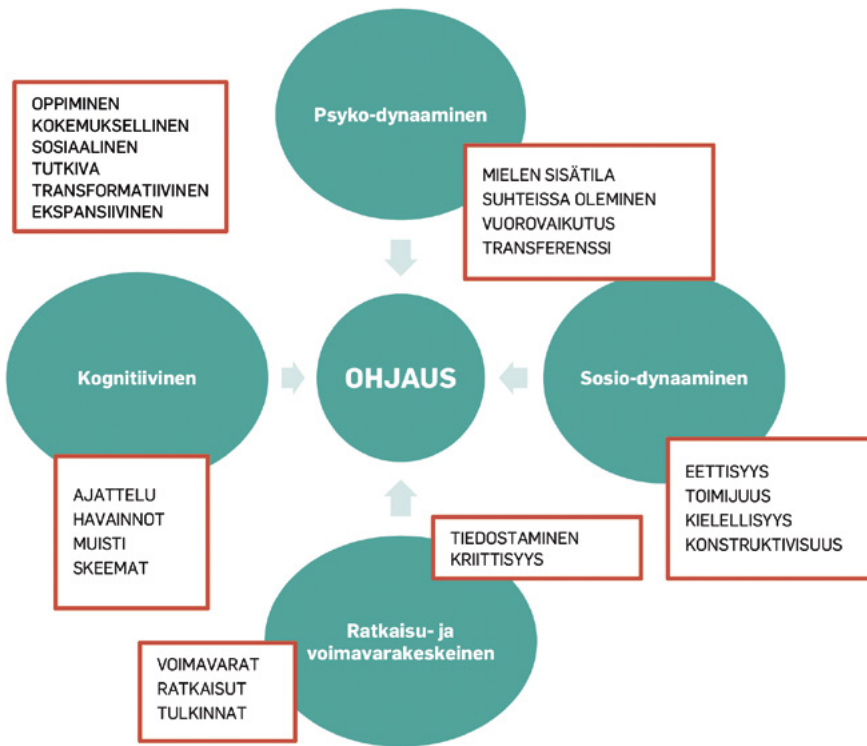 OPPIMINEN
KOKEMUKSELLINEN
SOSIAALINEN
TUTKIVA
TRANSFORMATIIVINEN
EKSPANSIIVINEN
Psyko-dynaaminen
MIELEN SISÄTILA
SUHTEISSA OLEMINEN
VUOROVAIKUTUS
TRANSFERENSSI
Kognitiivinen
OHJAUS
Sosio-dynaaminen
AJATTELU
HAVAINNOT
MUISTI
SKEEMAT
EETTISYYS
TOIMIJUUS
KIELELLISYYS
KONSTRUKTIVISUUS
TIEDOSTAMINEN
KRIITTISYYS
Ratkaisu- ja
voimavarakeskeinen
VOIMAVARAT
RATKAISUT
TULKINNAT